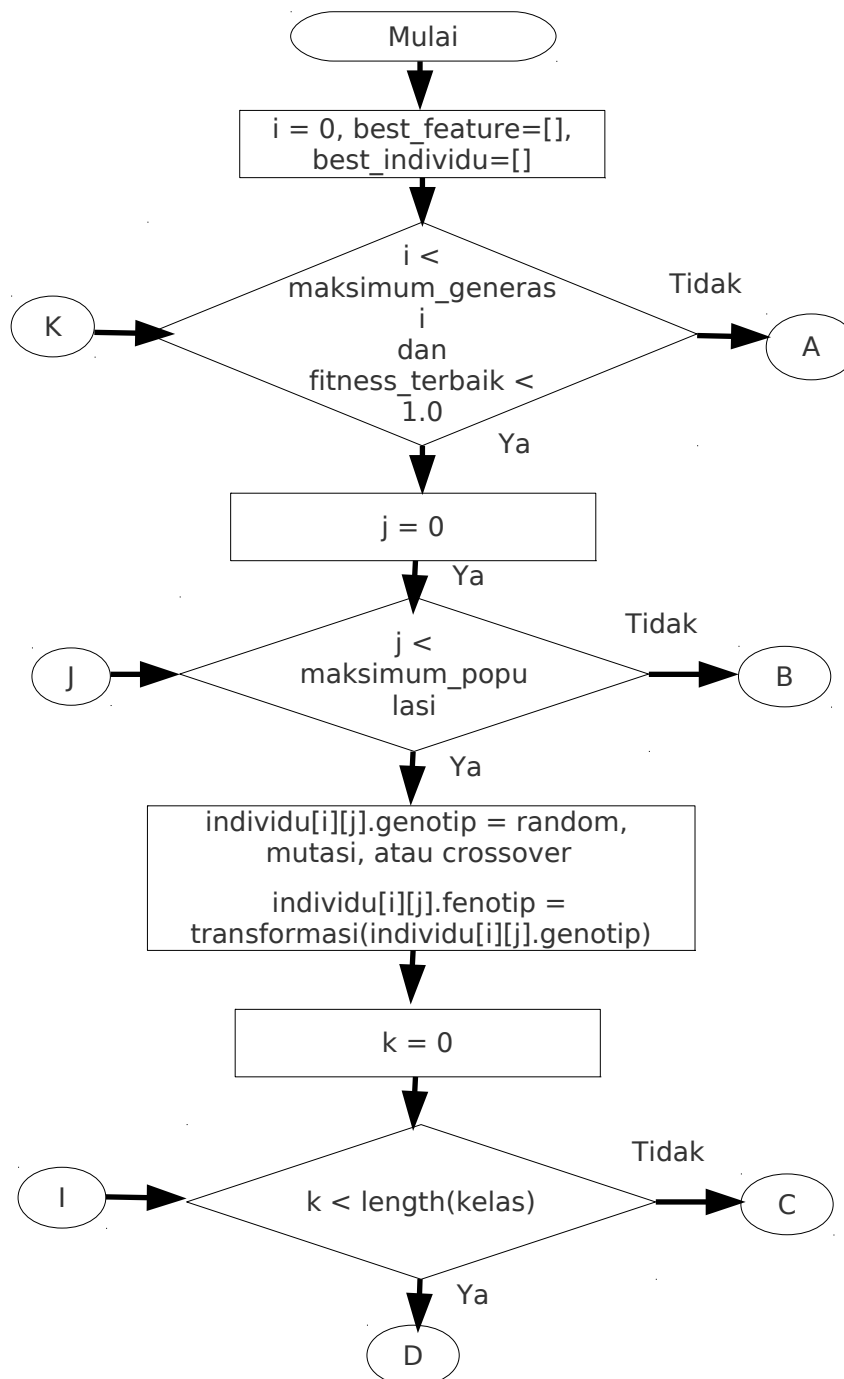 Mulai
i = 0, best_feature=[],
best_individu=[]
i <
maksimum_generas
i
dan
fitness_terbaik <
1.0
Tidak
K
A
Ya
j = 0
Ya
j <
maksimum_popu
lasi
Tidak
J
B
Ya
individu[i][j].genotip = random,
mutasi, atau crossover
individu[i][j].fenotip =
transformasi(individu[i][j].genotip)
k = 0
Tidak
I
k < length(kelas)
C
Ya
D